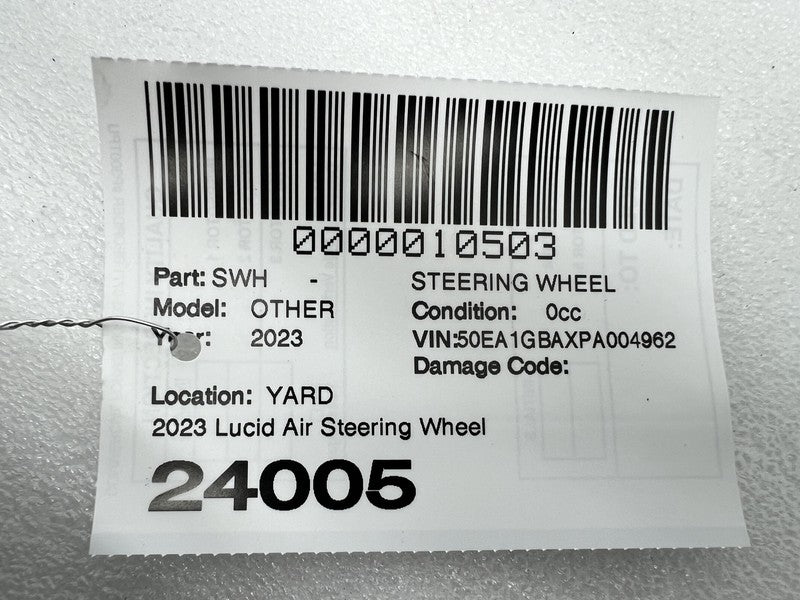 0000010503
Part: SWH - STEERING WHEEL
Model: OTHER Condition: 0cc
Year: 2023 VIN:50EA1GBAXPA004962
Damage Code:
Location: YARD
2023 Lucid Air Steering Wheel
24005